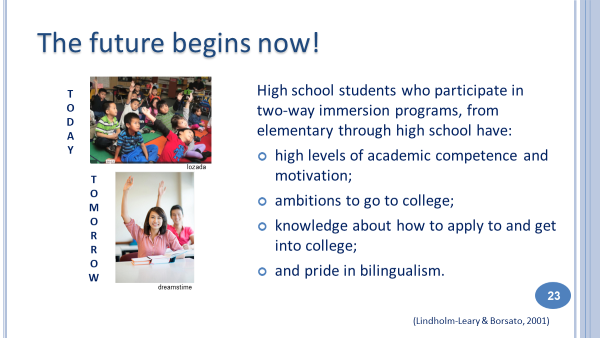 The future begins now!
TODAY
lozada
TOMORROW
dreamstime
High school students who participate in
two-way immersion programs, from
elementary through high school have:
high levels of academic competence and
motivation;
ambitions to go to college;
knowledge about how to apply to and get
into college;
and pride in bilingualism.
23
(Lindholm-Leary & Borsato, 2001)